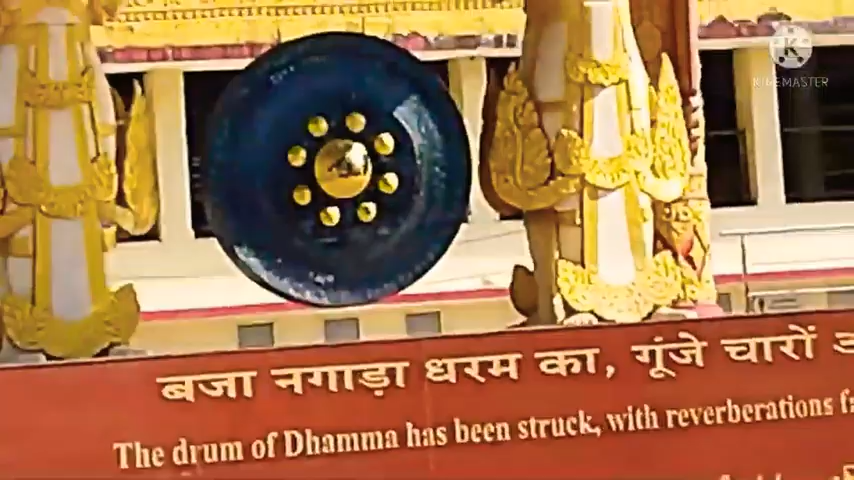 KINEMASTER
बजा नगाड़ा धरम का, गूंजे चारों
The drum of Dhamma has been struck, with reverberations